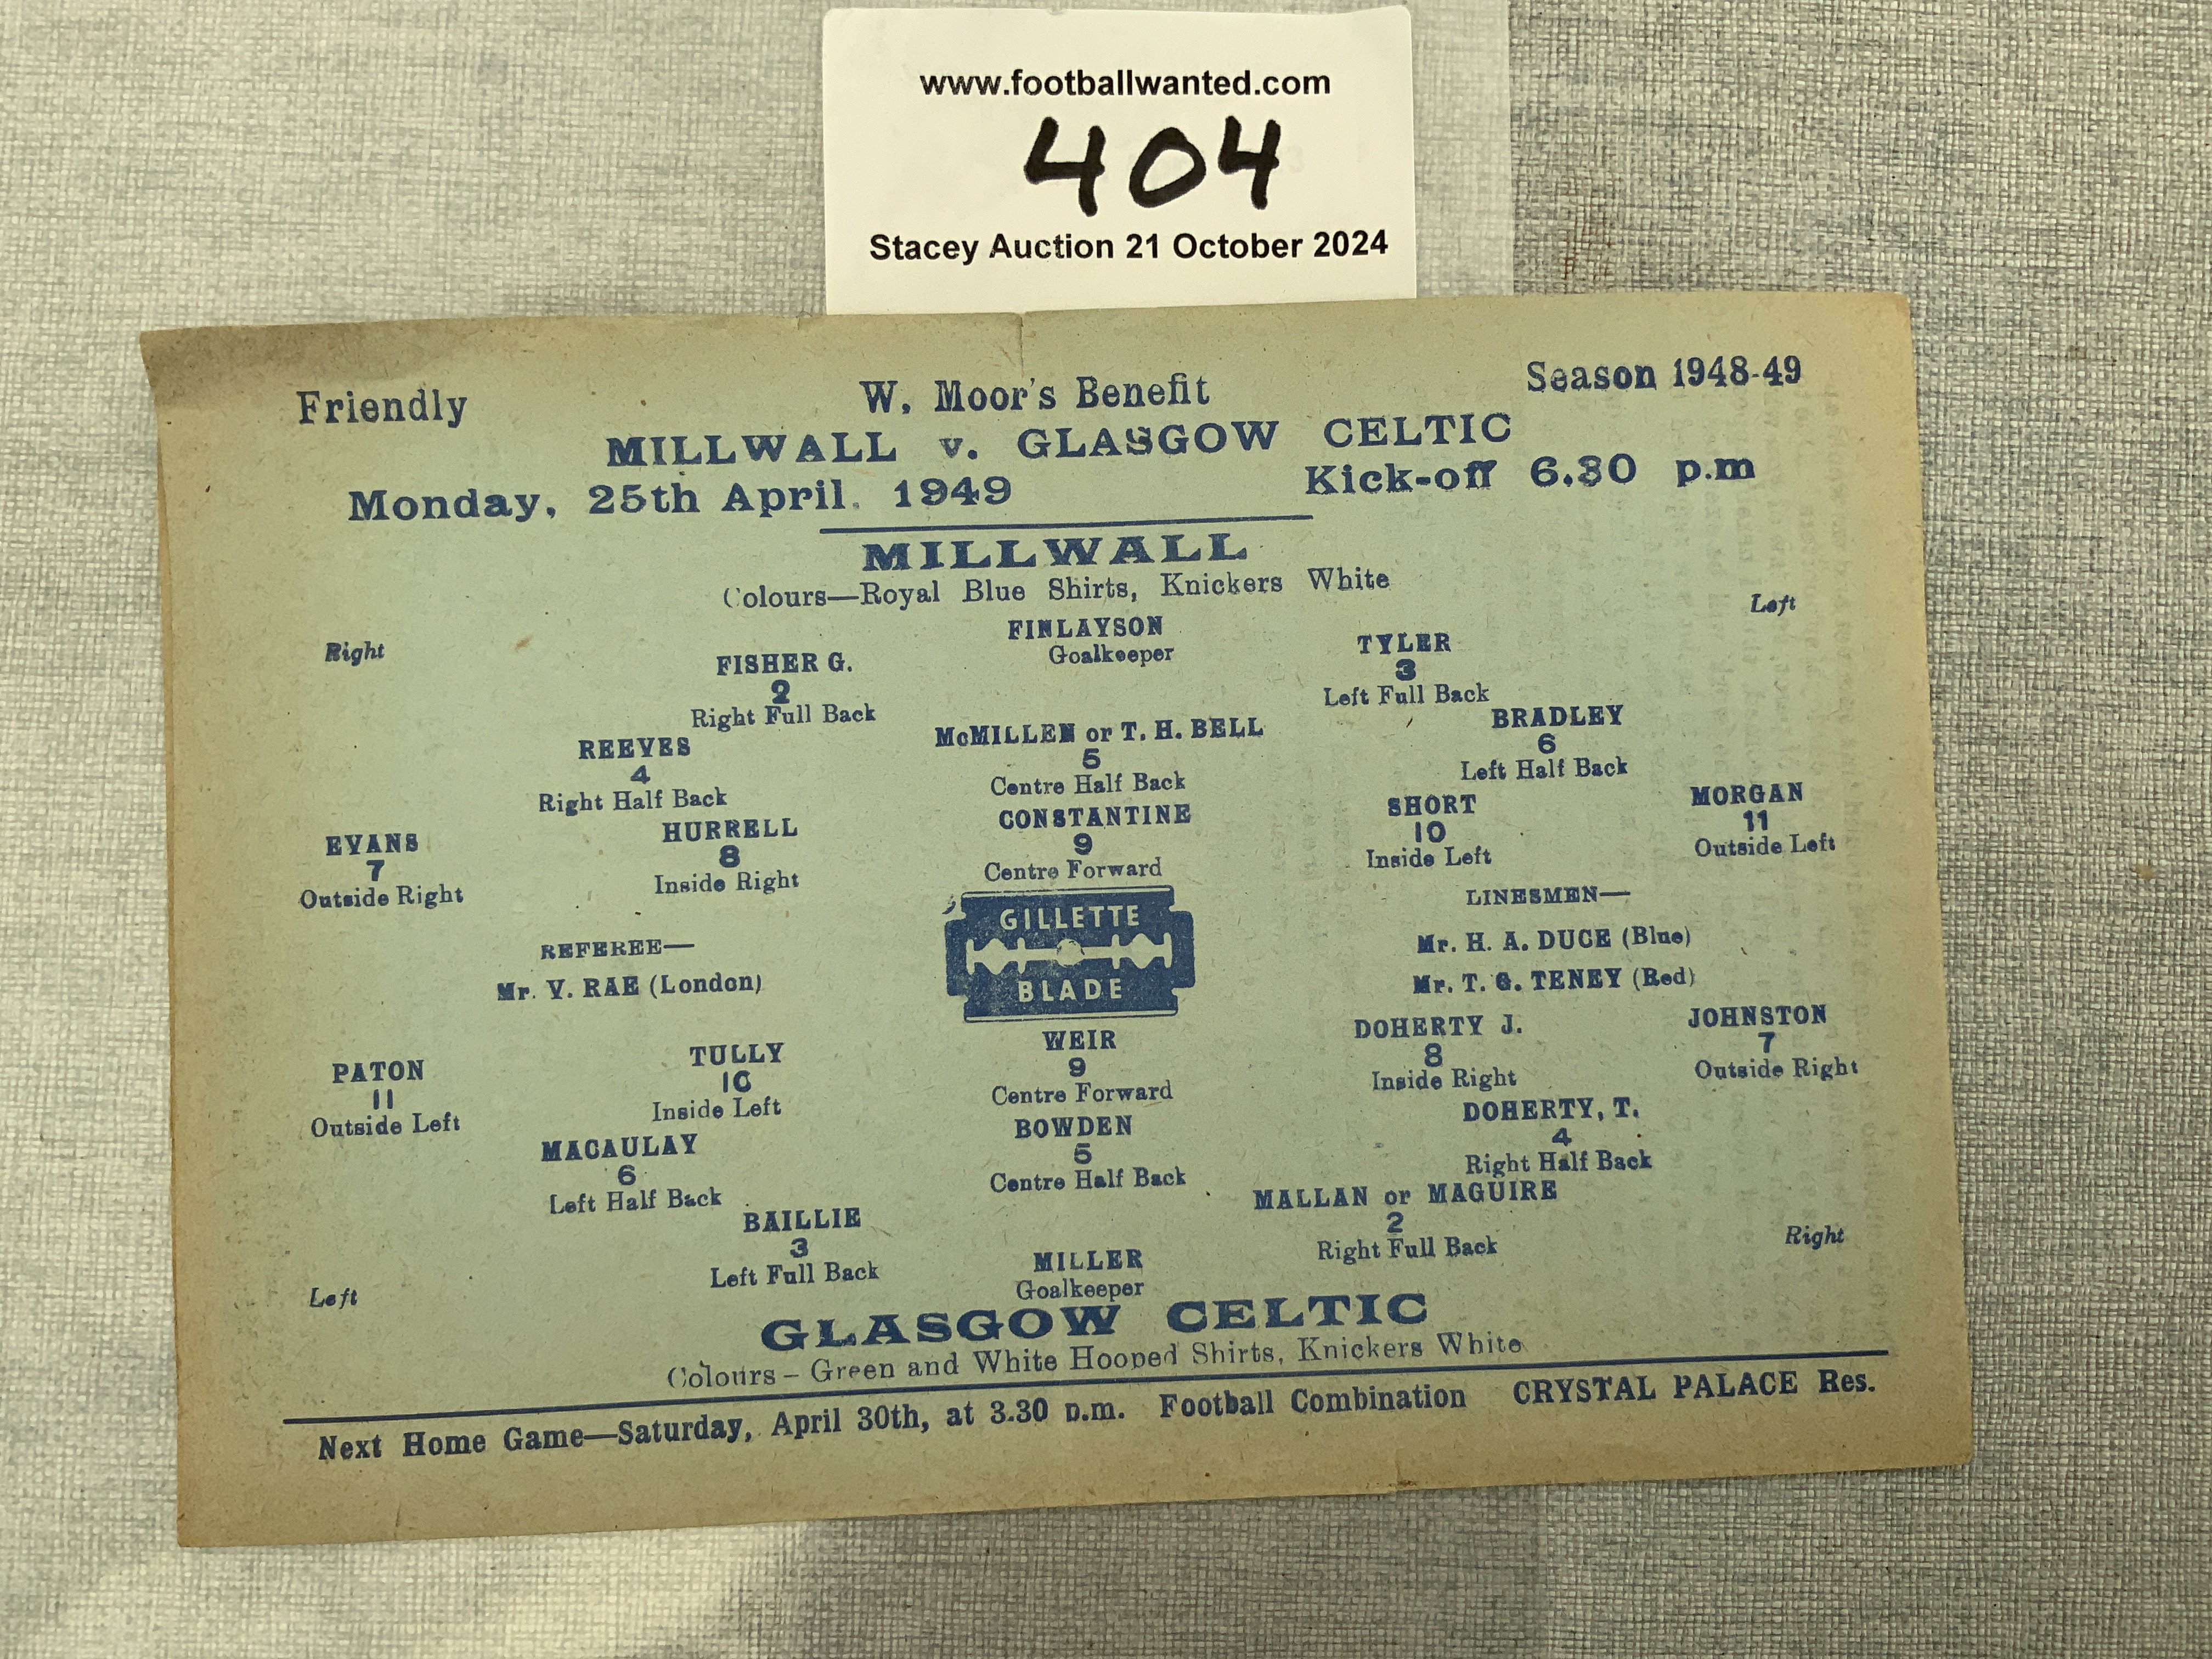 www.footballwanted.com
404
Stacey Auction 21 October 2024
Friendly W. Moor's Benefit Season 1948-49
MILLWALL v. GLASGOW CELTIC
Monday, 25th April. 1949 Kick-off 6.30 p.m
MILLWALL
Colours—Royal Blue Shirts, Knickers White
Right Left
FINLAYSON
Goalkeeper
FISHER G. TYLER
2 3
Right Full Back Left Full Back
REEVES McMILLEN or T. H. BELL BRADLEY
4 5 6
Right Half Back Centre Half Back Left Half Back
EVANS HURRELL CONSTANTINE SHORT MORGAN
7 8 9 10 11
Outside Right Inside Right Centre Forward Inside Left Outside Left
REFEREE— GILLETTE LINESMEN—
Mr. V. RAE (London) BLADE Mr. H. A. DUCE (Blue)
Mr. T. G. TENEY (Red)
PATON TULLY WEIR DOHERTY J. JOHNSTON
11 10 9 8 7
Outside Left Inside Left Centre Forward Inside Right Outside Right
MACAULAY BOWDEN DOHERTY, T.
6 5 4
Left Half Back Centre Half Back Right Half Back
BAILLIE MALLAN or MAGUIRE
3 2
Left Full Back Right Full Back
MILLER
Goalkeeper
Left Right
GLASGOW CELTIC
Colours – Green and White Hooped Shirts, Knickers White
Next Home Game—Saturday, April 30th, at 3.30 p.m. Football Combination CRYSTAL PALACE Res.